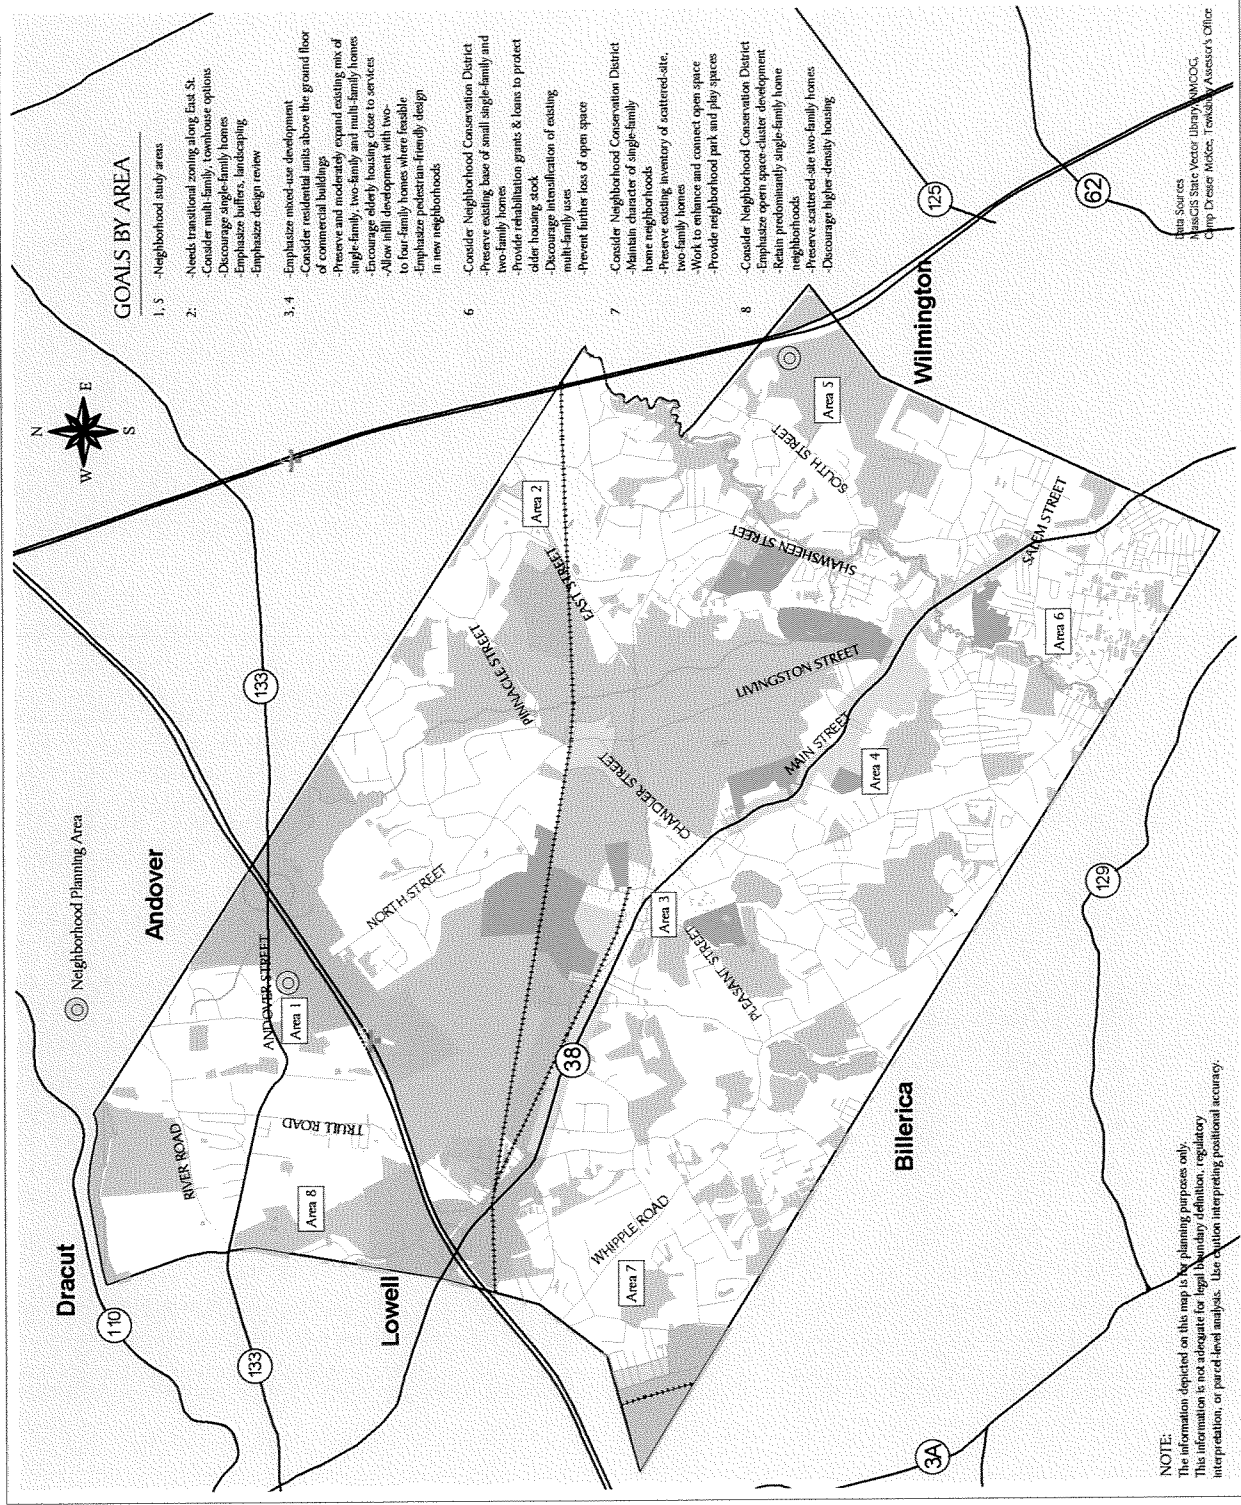 GOALS BY AREA
1, 5 -Neighborhood study areas
2: -Needs transitional zoning along East St.
-Consider multi-family, townhouse options
-Discourage single-family homes
-Emphasize buffers, landscaping
-Emphasize design review
3, 4 -Emphasize mixed-use development
-Consider residential units above the ground floor
of commercial buildings
-Preserve and moderately expand existing mix of
single-family, two-family and multi-family homes
-Encourage elderly housing close to services
-Allow infill development with two-
to four-family homes where feasible
-Emphasize pedestrian-friendly design
in new neighborhoods
6 -Consider Neighborhood Conservation District
-Preserve existing base of small single-family and
two-family homes
-Provide rehabilitation grants & loans to protect
older housing stock
-Discourage intensification of existing
multi-family uses
-Prevent further loss of open space
7 -Consider Neighborhood Conservation District
-Maintain character of single-family
home neighborhoods
-Preserve existing inventory of scattered-site,
two-family homes
-Work to enhance and connect open space
-Provide neighborhood park and play spaces
8 -Consider Neighborhood Conservation District
-Emphasize open space-cluster development
-Retain predominantly single-family home
neighborhoods
-Preserve scattered-site two-family homes
-Discourage higher-density housing
N
W
E
S
Neighborhood Planning Area
Dracut
Andover
Lowell
Billerica
Wilmington
110
133
133
38
125
62
129
3A
RIVER ROAD
TRULL ROAD
ANDOVER STREET
NORTH STREET
PINNACLE STREET
EAST STREET
CHANDLER STREET
LIVINGSTON STREET
MAIN STREET
SHAWSHEEN STREET
SOUTH STREET
SALEM STREET
PLEASANT STREET
WHIPPLE ROAD
Area 1
Area 2
Area 3
Area 4
Area 5
Area 6
Area 7
Area 8
NOTE:
The information depicted on this map is for planning purposes only.
This information is not adequate for legal boundary definition, regulatory
interpretation, or parcel-level analysis. Use caution interpreting positional accuracy.
Data Sources
MassGIS State Vector Library, NMCOG,
Camp Dresser McKee, Tewksbury Assessor's Office